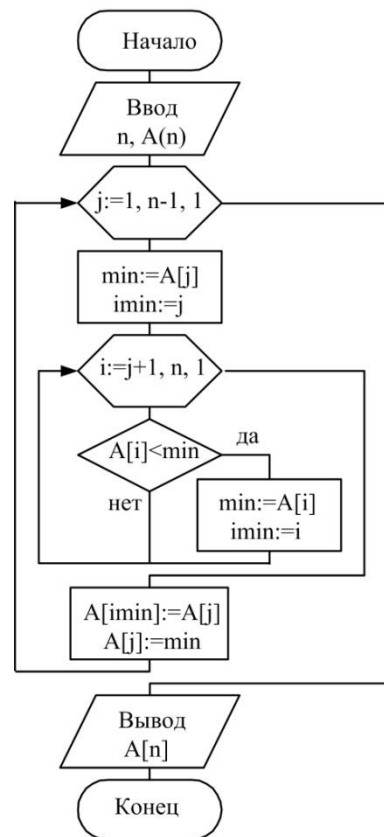 Начало
Ввод
n, A(n)
j:=1, n-1, 1
min:=A[j]
imin:=j
i:=j+1, n, 1
A[i]<min
да
нет
min:=A[i]
imin:=i
A[imin]:=A[j]
A[j]:=min
Вывод
A[n]
Конец